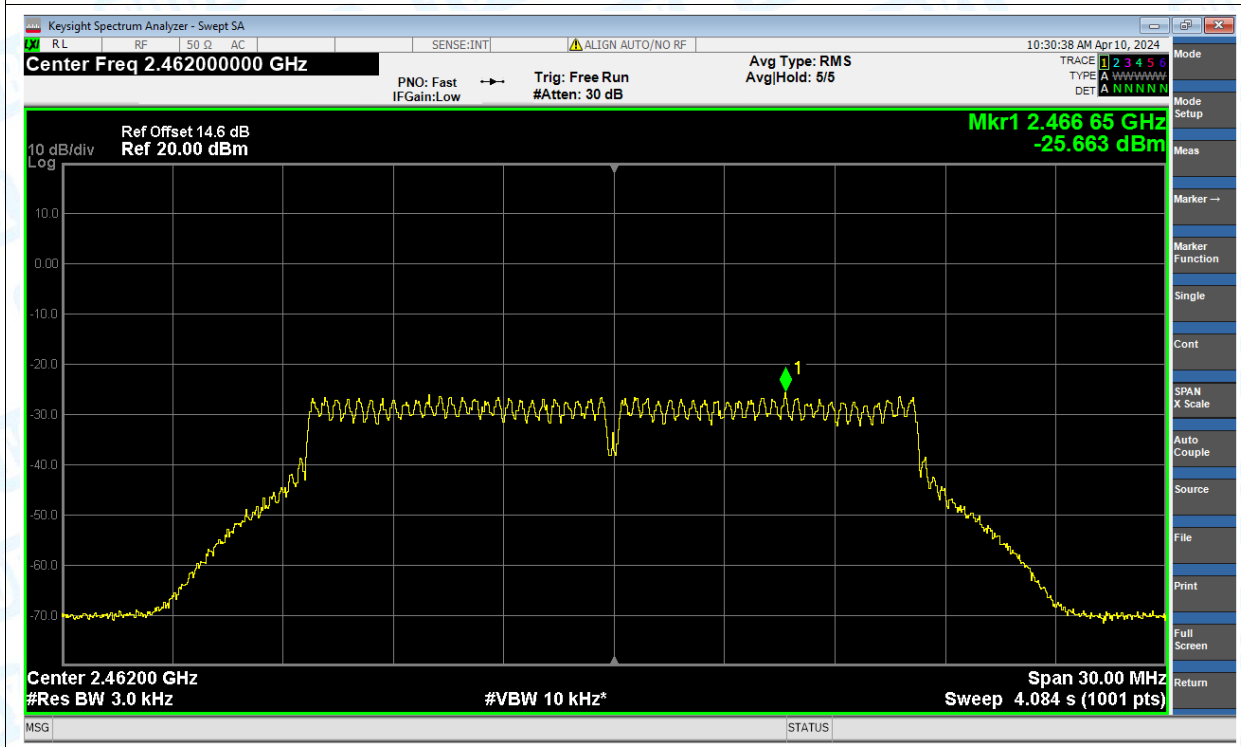 Keysight Spectrum Analyzer - Swept SA
LXI RL RF 50 Ω AC SENSE:INT ALIGN AUTO/NO RF 10:30:38 AM Apr 10, 2024
Center Freq 2.462000000 GHz
PNO: Fast
IFGain:Low
Trig: Free Run
#Atten: 30 dB
Avg Type: RMS
Avg|Hold: 5/5
TRACE 1 2 3 4 5 6
TYPE A WWWWW
DET A N N N N N
Ref Offset 14.6 dB
10 dB/div Ref 20.00 dBm
Log
Mkr1 2.466 65 GHz
-25.663 dBm
10.0
0.00
-10.0
-20.0
-30.0
-40.0
-50.0
-60.0
-70.0
1
Center 2.46200 GHz
Span 30.00 MHz
#Res BW 3.0 kHz
#VBW 10 kHz*
Sweep 4.084 s (1001 pts)
MSG
STATUS
Mode
Mode
Setup
Meas
Marker →
Marker
Function
Single
Cont
SPAN
X Scale
Auto
Couple
Source
File
Print
Full
Screen
Return